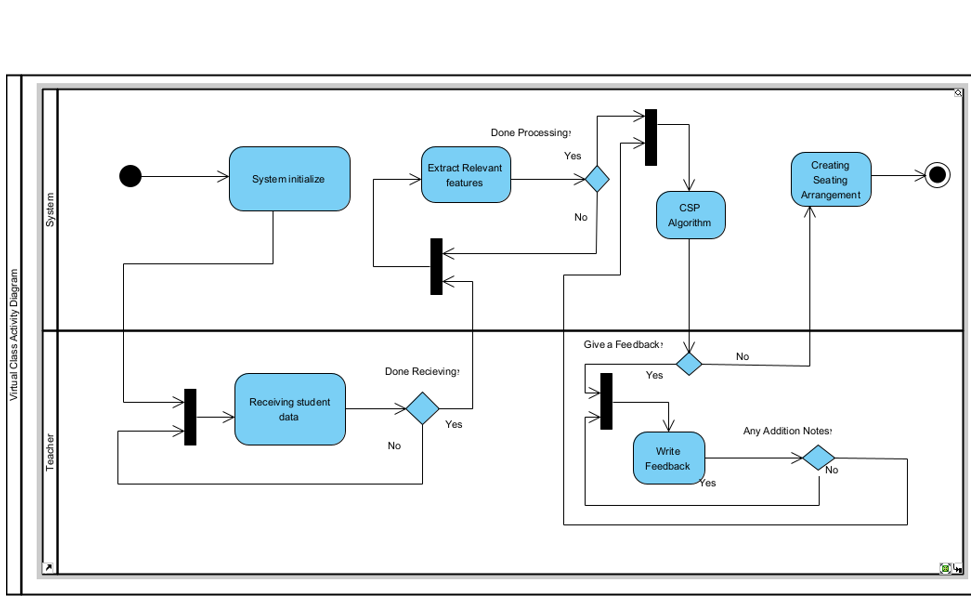 Virtual Class Activity Diagram
System
System initialize
Extract Relevant
features
Done Processing?
Yes
No
CSP
Algorithm
Creating
Seating
Arrangement
Teacher
Receiving student
data
Done Recieving?
Yes
No
Give a Feedback?
Yes
No
Write
Feedback
Any Addition Notes?
Yes
No